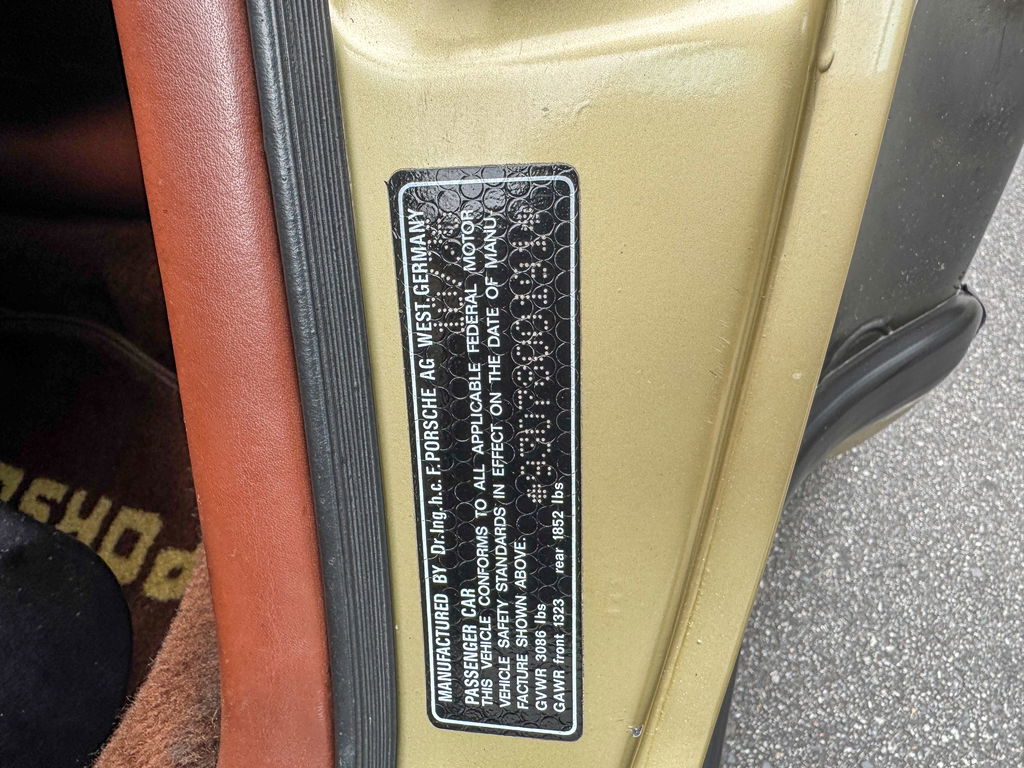 MANUFACTURED BY Dr.Ing.h.c.F.PORSCHE AG WEST GERMANY
PASSENGER CAR
THIS VEHICLE CONFORMS TO ALL APPLICABLE FEDERAL MOTOR
VEHICLE SAFETY STANDARDS IN EFFECT ON THE DATE OF MANU-
FACTURE SHOWN ABOVE.
*9307800191*
GVWR 3086 lbs
GAWR front 1323 rear 1852 lbs
PORS